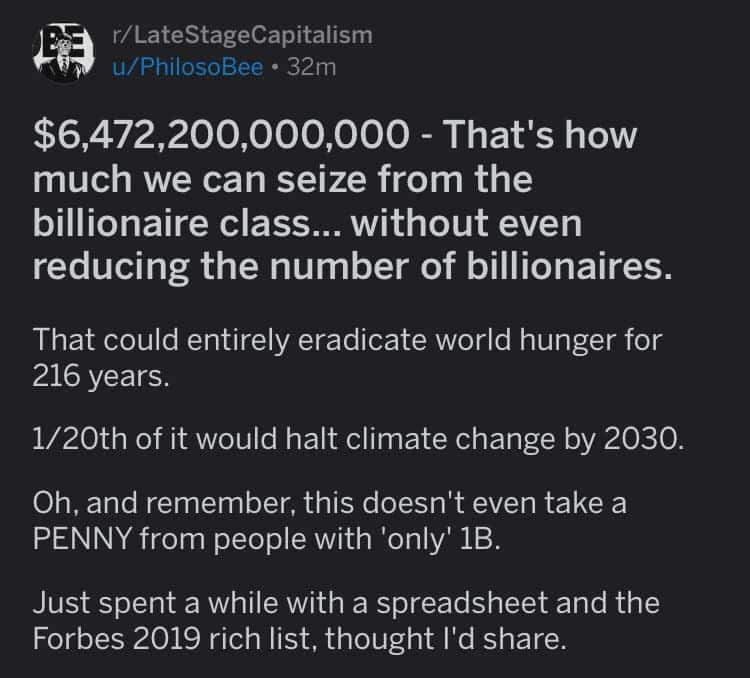 BE
r/LateStageCapitalism
u/PhilosoBee • 32m
$6,472,200,000,000 - That's how
much we can seize from the
billionaire class... without even
reducing the number of billionaires.
That could entirely eradicate world hunger for
216 years.
1/20th of it would halt climate change by 2030.
Oh, and remember, this doesn't even take a
PENNY from people with 'only' 1B.
Just spent a while with a spreadsheet and the
Forbes 2019 rich list, thought I'd share.